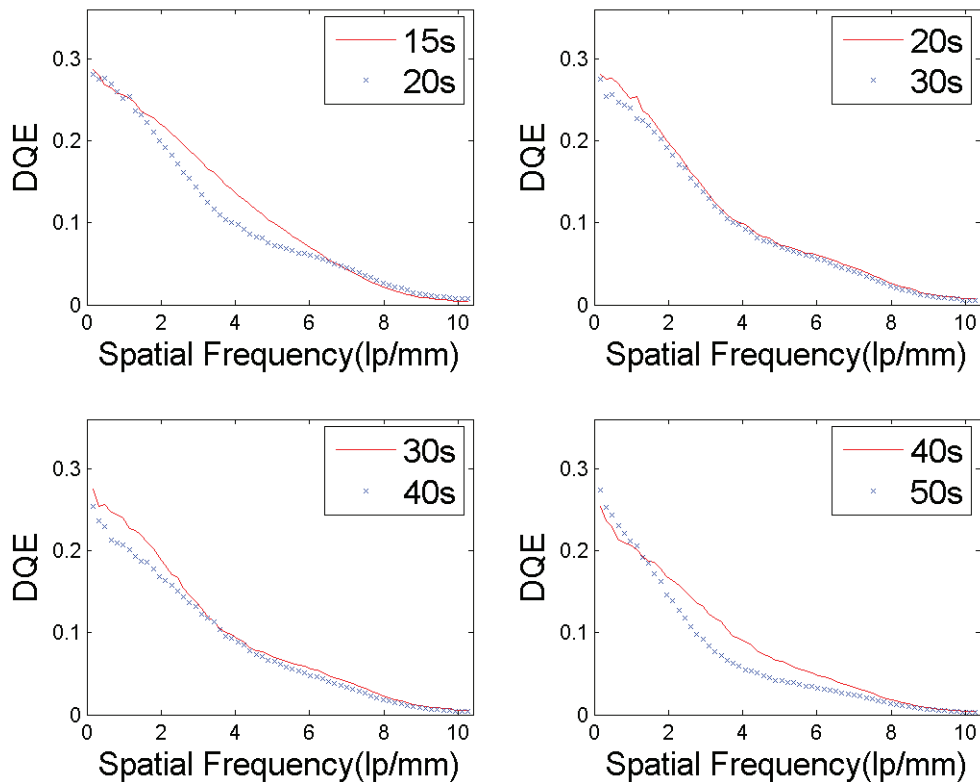 0.3
0.2
0.1
0
DQE
15s
20s
0 2 4 6 8 10
Spatial Frequency(lp/mm)
0.3
0.2
0.1
0
DQE
20s
30s
0 2 4 6 8 10
Spatial Frequency(lp/mm)
0.3
0.2
0.1
0
DQE
30s
40s
0 2 4 6 8 10
Spatial Frequency(lp/mm)
0.3
0.2
0.1
0
DQE
40s
50s
0 2 4 6 8 10
Spatial Frequency(lp/mm)